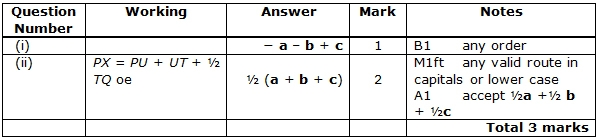 Question Number Working Answer Mark Notes
(i) – a – b + c 1 B1 any order
(ii) PX = PU + UT + ½ TQ oe ½ (a + b + c) 2 M1ft any valid route in capitals or lower case
A1 accept ½a +½ b + ½c
Total 3 marks